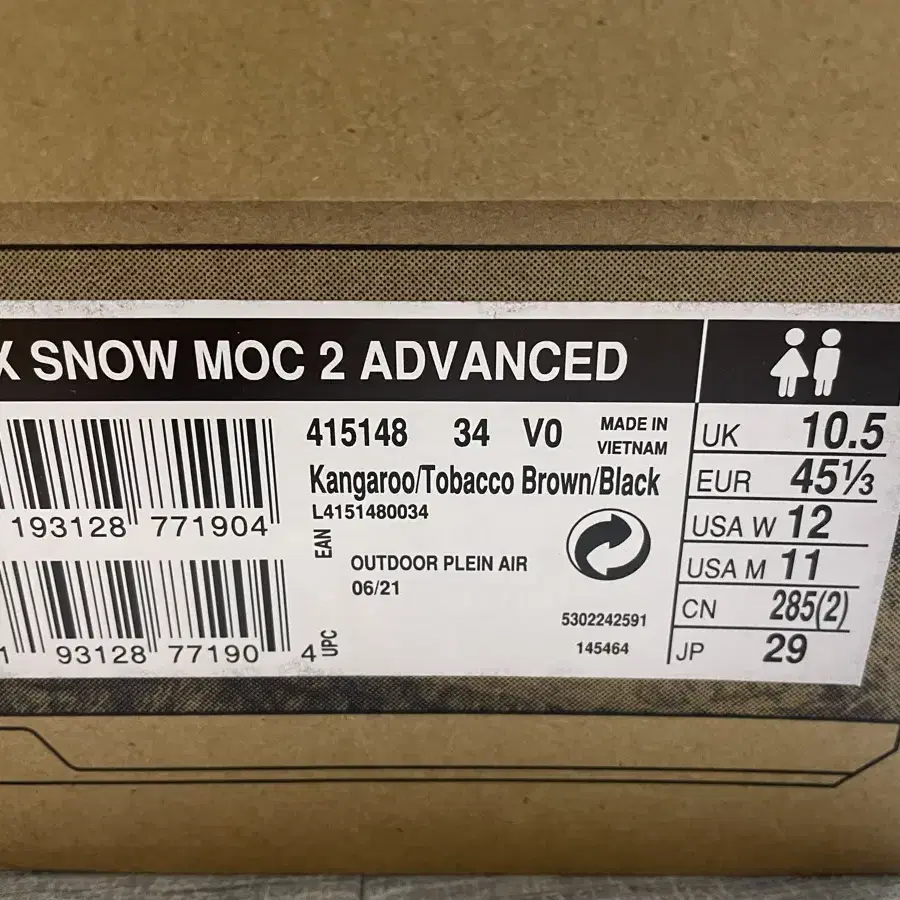 X SNOW MOC 2 ADVANCED
415148 34 V0 MADE IN VIETNAM
Kangaroo/Tobacco Brown/Black
L4151480034
193128 771904
EAN
OUTDOOR PLEIN AIR
06/21
5302242591
145464
1 93128 77190 4
UPC
UK 10.5
EUR 45⅓
USA W 12
USA M 11
CN 285(2)
JP 29